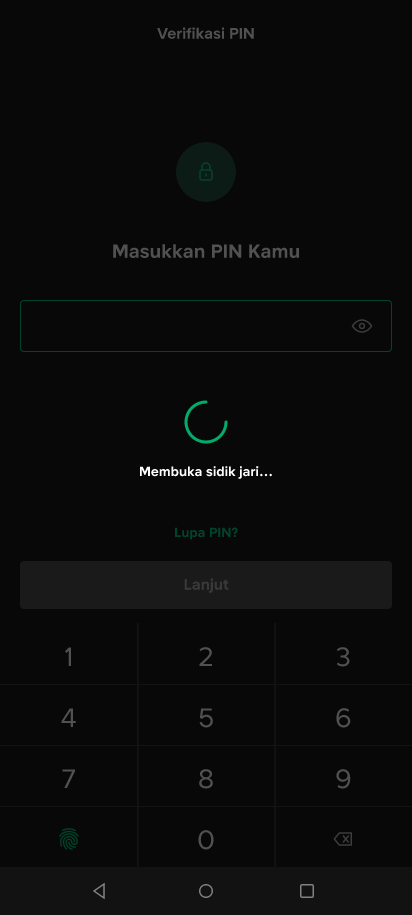 Verifikasi PIN
Masukkan PIN Kamu
Membuka sidik jari...
Lupa PIN?
Lanjut
1 2 3
4 5 6
7 8 9
0